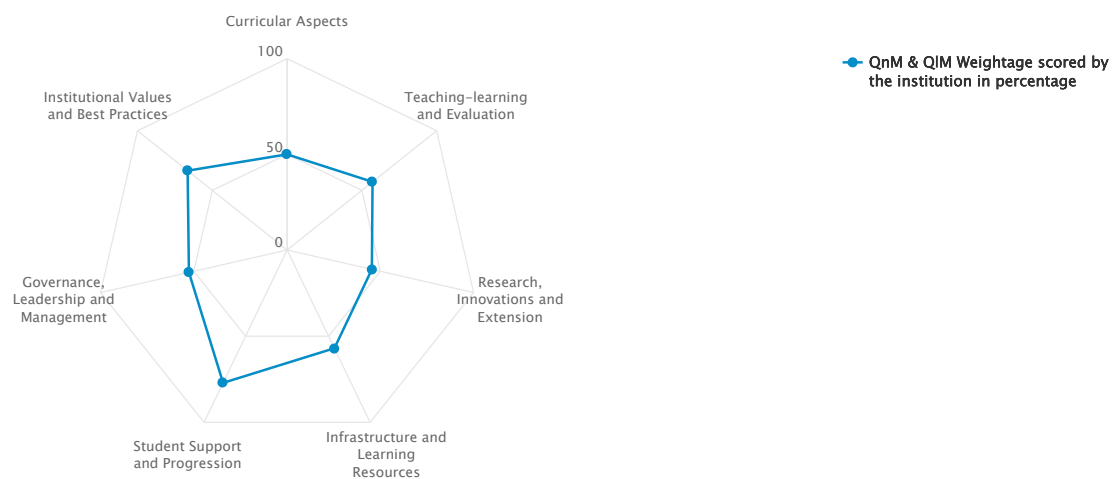 Curricular Aspects
100
50
0
Teaching-learning
and Evaluation
Research,
Innovations and
Extension
Infrastructure and
Learning
Resources
Student Support
and Progression
Governance,
Leadership and
Management
Institutional Values
and Best Practices
QnM & QlM Weightage scored by
the institution in percentage